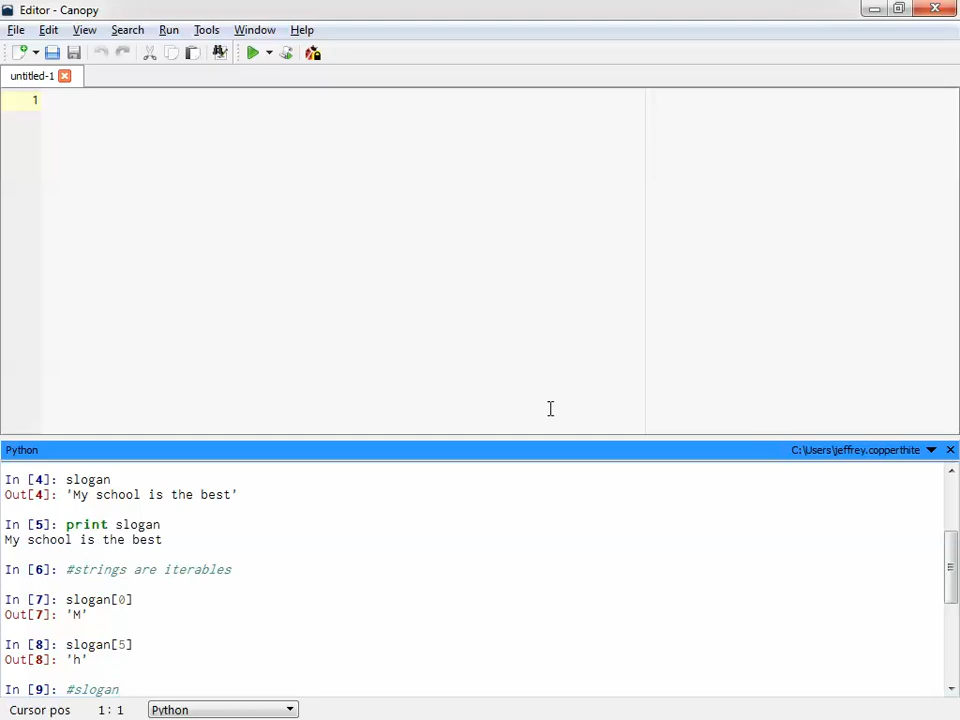 Editor - Canopy
File Edit View Search Run Tools Window Help
untitled-1
1
Python C:\Users\jeffrey.copperthite
In [4]: slogan
Out[4]: 'My school is the best'
In [5]: print slogan
My school is the best
In [6]: #strings are iterables
In [7]: slogan[0]
Out[7]: 'M'
In [8]: slogan[5]
Out[8]: 'h'
In [9]: #slogan
Cursor pos 1: 1 Python